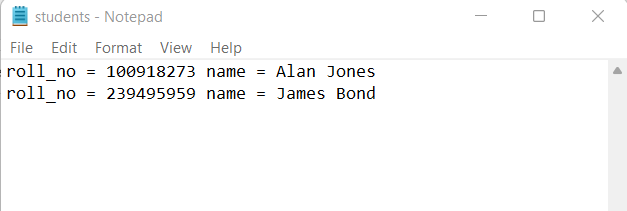 students - Notepad
File Edit Format View Help
roll_no = 100918273 name = Alan Jones
roll_no = 239495959 name = James Bond